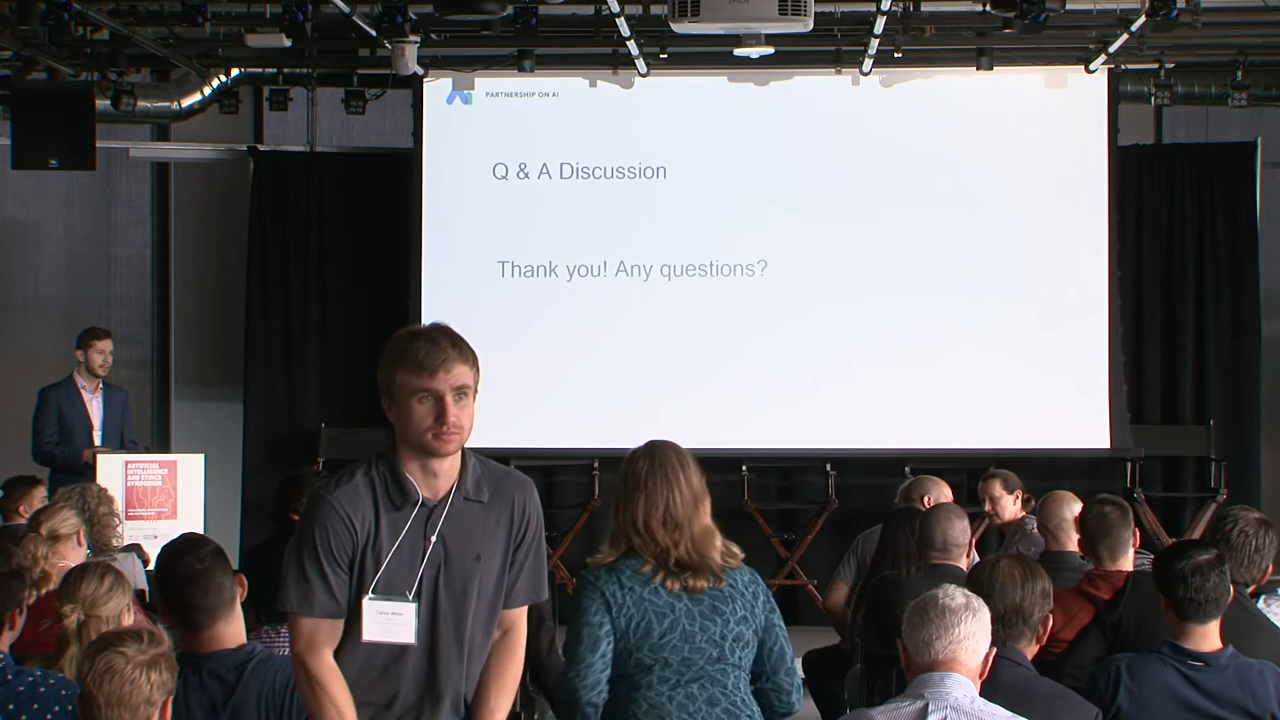 PARTNERSHIP ON AI
Q & A Discussion
Thank you! Any questions?
ARTIFICIAL
INTELLIGENCE
AND ETHICS
SYMPOSIUM